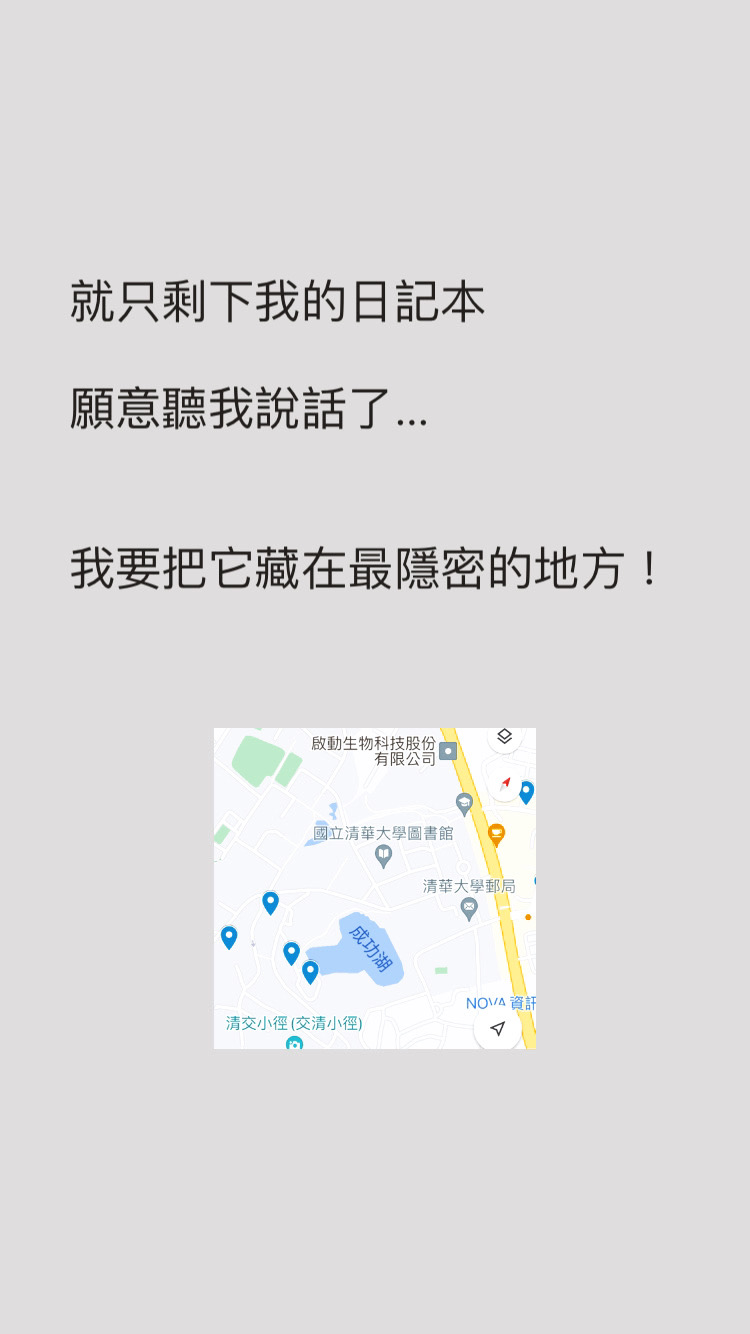 就只剩下我的日記本
願意聽我說話了...
我要把它藏在最隱密的地方！
啟動生物科技股份
有限公司
國立清華大學圖書館
清華大學郵局
成功湖
NOVA 資訊
清交小徑 (交清小徑)